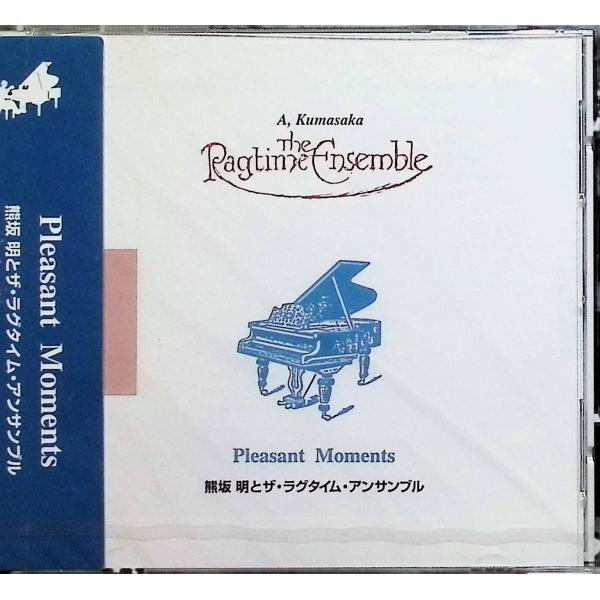 Pleasant Moments
熊坂 明とザ・ラグタイム・アンサンブル
A, Kumasaka
The
Ragtime Ensemble
Pleasant Moments
熊坂 明とザ・ラグタイム・アンサンブル